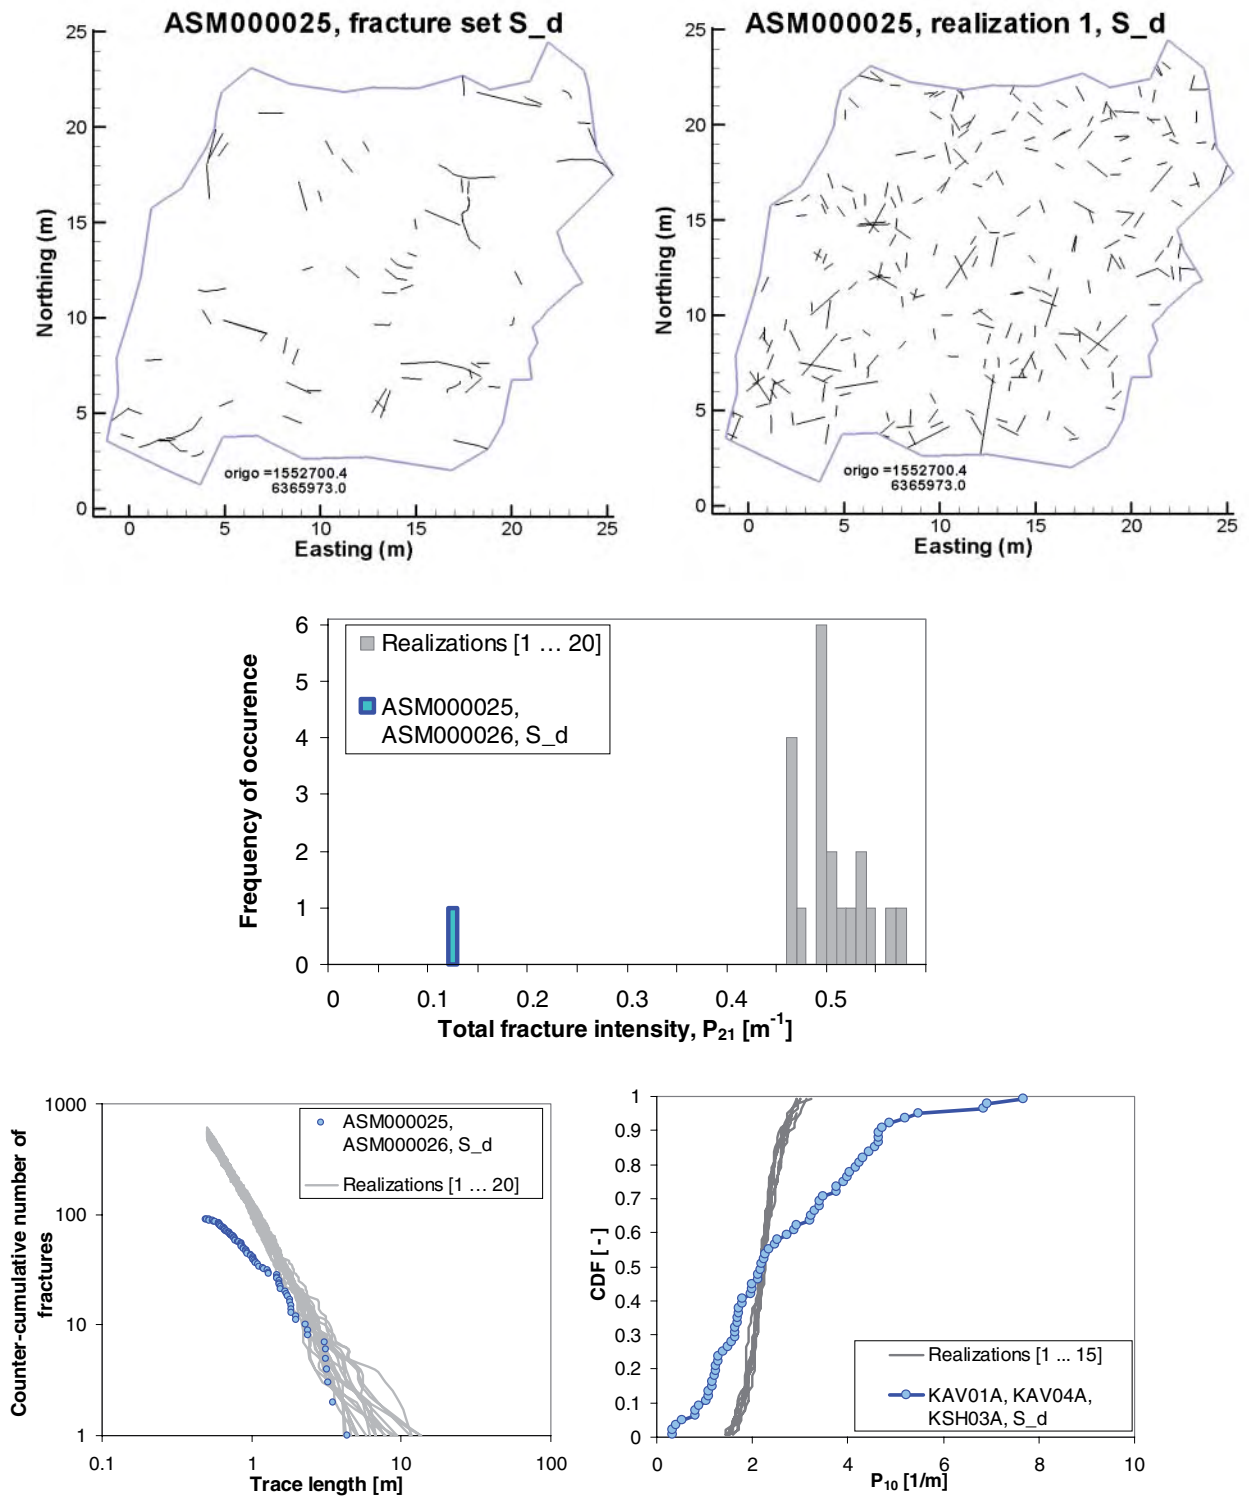 ASM000025, fracture set S_d
25
20
15
10
5
0
Northing (m)
origo =1552700.4
6365973.0
0 5 10 15 20 25
Easting (m)
ASM000025, realization 1, S_d
25
20
15
10
5
0
Northing (m)
origo =1552700.4
6365973.0
0 5 10 15 20 25
Easting (m)
6
5
4
3
2
1
0
Frequency of occurence
Realizations [1 … 20]
ASM000025,
ASM000026, S_d
0 0.1 0.2 0.3 0.4 0.5
Total fracture intensity, P21 [m-1]
1000
100
10
1
Counter-cumulative number of
fractures
ASM000025,
ASM000026, S_d
Realizations [1 … 20]
0.1 1 10 100
Trace length [m]
1
0.9
0.8
0.7
0.6
0.5
0.4
0.3
0.2
0.1
0
CDF [ - ]
Realizations [1 ... 15]
KAV01A, KAV04A,
KSH03A, S_d
0 2 4 6 8 10
P10 [1/m]